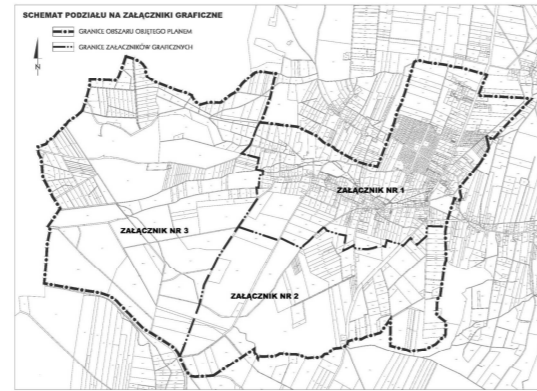 SCHEMAT PODZIAŁU NA ZAŁĄCZNIKI GRAFICZNE
GRANICE OBSZARU OBJĘTEGO PLANEM
GRANICE ZAŁĄCZNIKÓW GRAFICZNYCH
N
ZAŁĄCZNIK NR 1
ZAŁĄCZNIK NR 3
ZAŁĄCZNIK NR 2